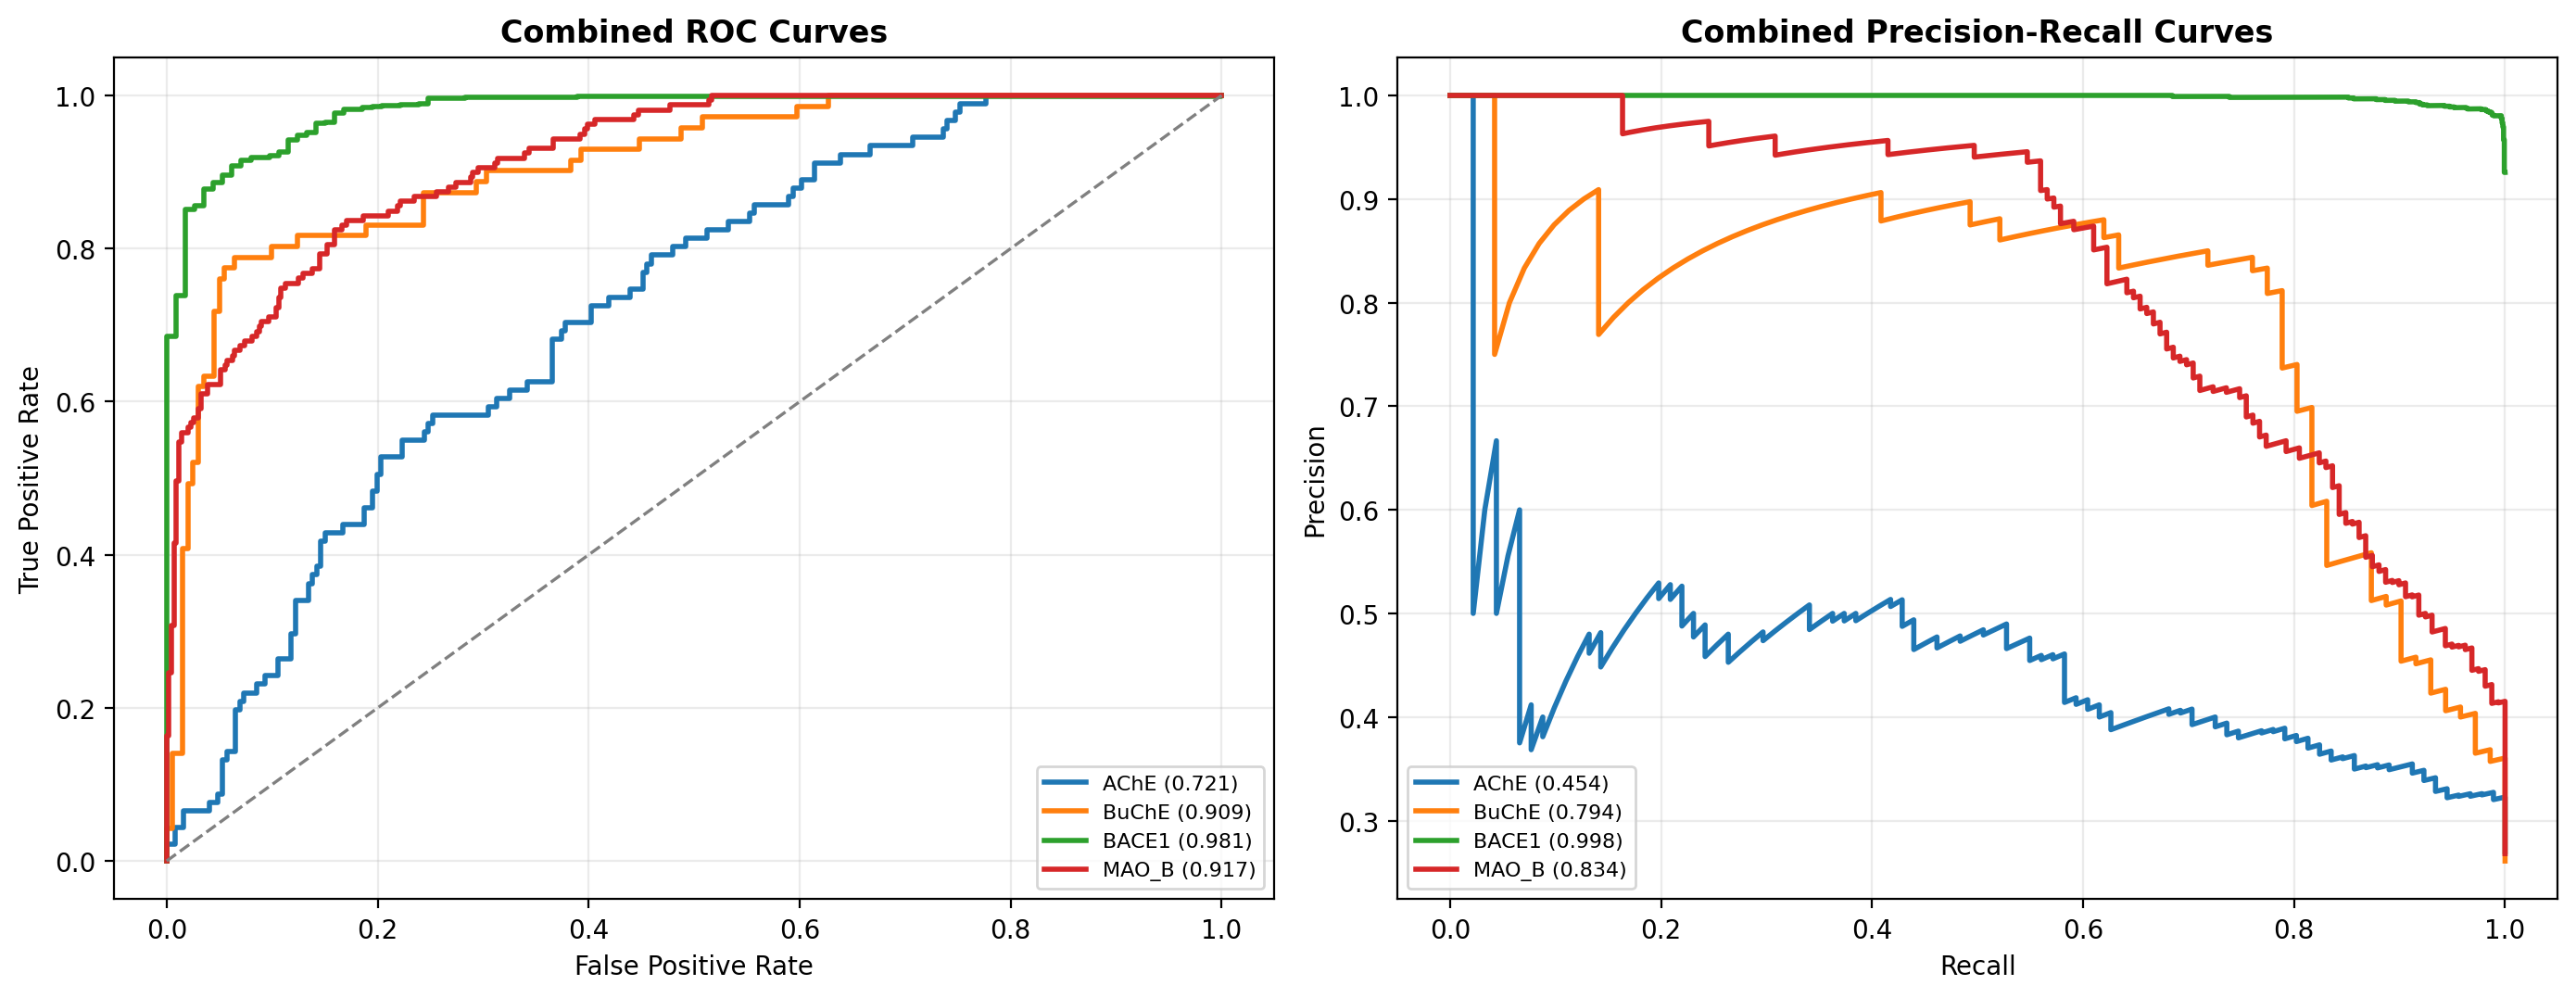 Combined ROC Curves
True Positive Rate
1.0
0.8
0.6
0.4
0.2
0.0
0.0 0.2 0.4 0.6 0.8 1.0
False Positive Rate
AChE (0.721)
BuChE (0.909)
BACE1 (0.981)
MAO_B (0.917)
Combined Precision-Recall Curves
Precision
1.0
0.9
0.8
0.7
0.6
0.5
0.4
0.3
0.0 0.2 0.4 0.6 0.8 1.0
Recall
AChE (0.454)
BuChE (0.794)
BACE1 (0.998)
MAO_B (0.834)